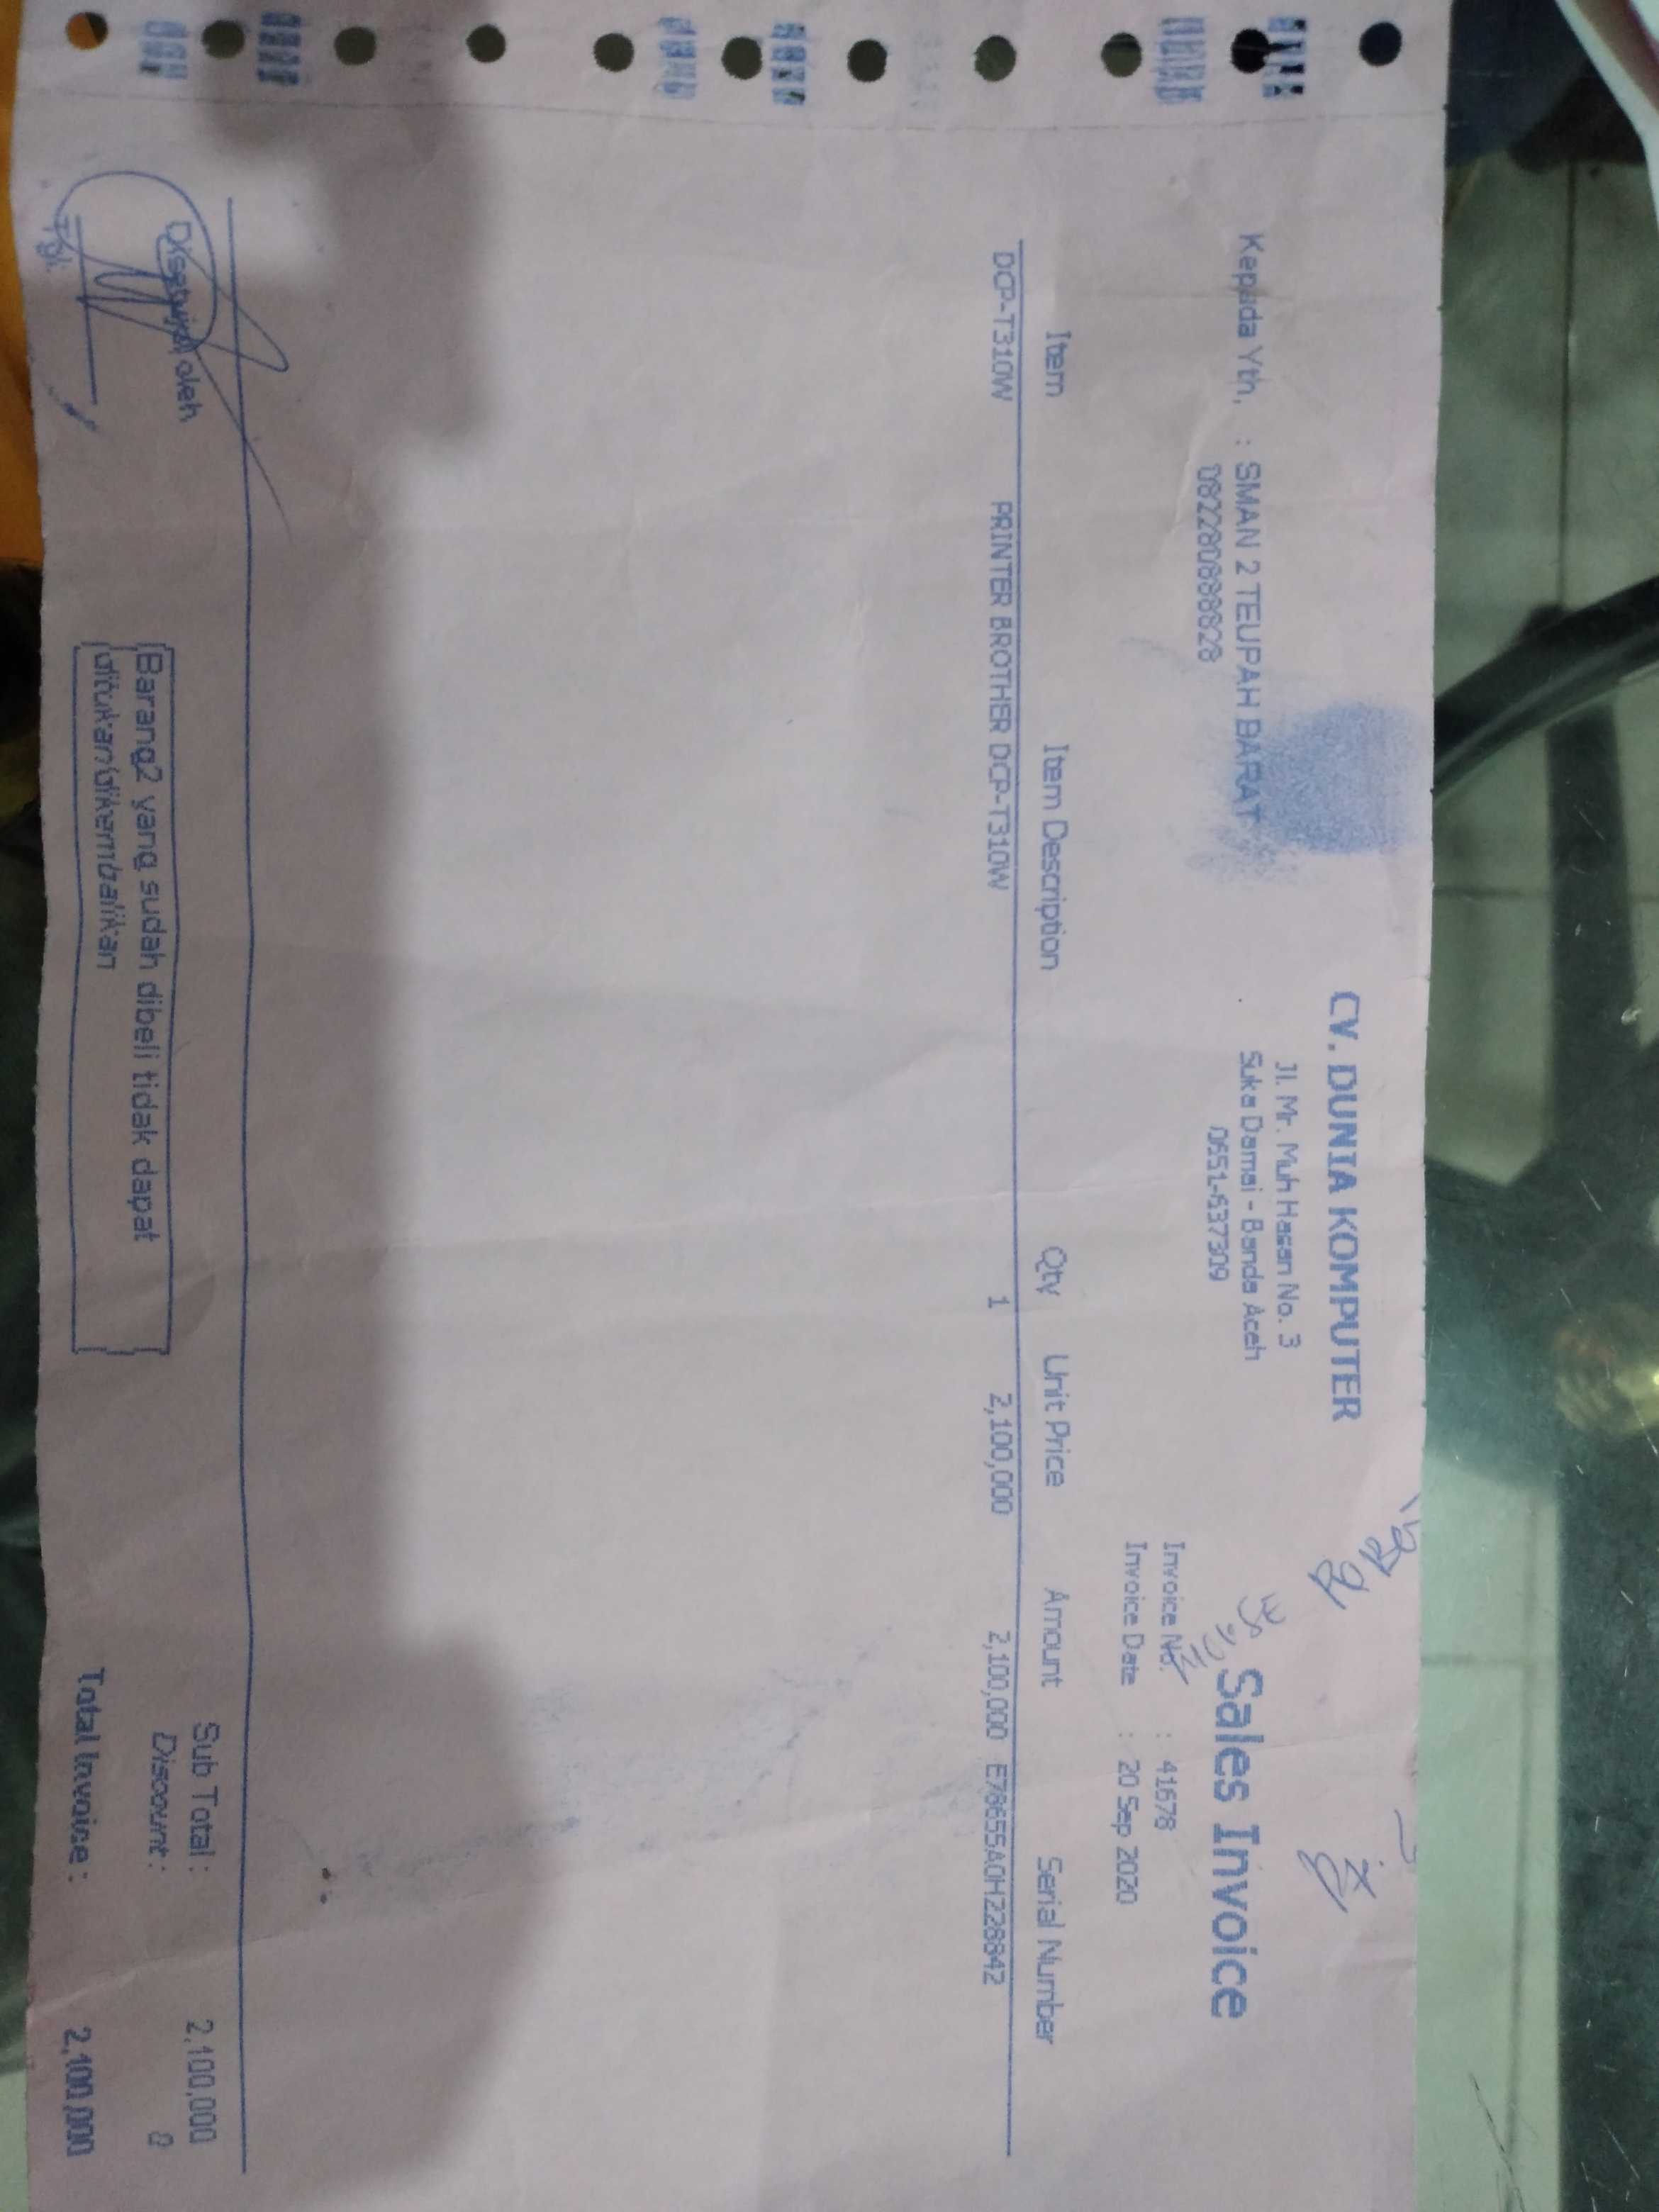 CV. DUNIA KOMPUTER
Jl. Mr. Muh Hasan No. 3
Suka Damai - Banda Aceh
0651-637309
Sales Invoice
Kepada Yth, : SMAN 2 TEUPAH BARAT
082280888828
Invoice No. : 41678
Invoice Date : 20 Sep 2020
Item Item Description Qty Unit Price Amount Serial Number
DCP-T310W PRINTER BROTHER DCP-T310W 1 2,100,000 2,100,000 E78655A0H228842
Disetujui oleh
Barang2 yang sudah dibeli tidak dapat
ditukar/dikembalikan
Sub Total : 2,100,000
Discount : 0
Total Invoice : 2,100,000
Tgl.